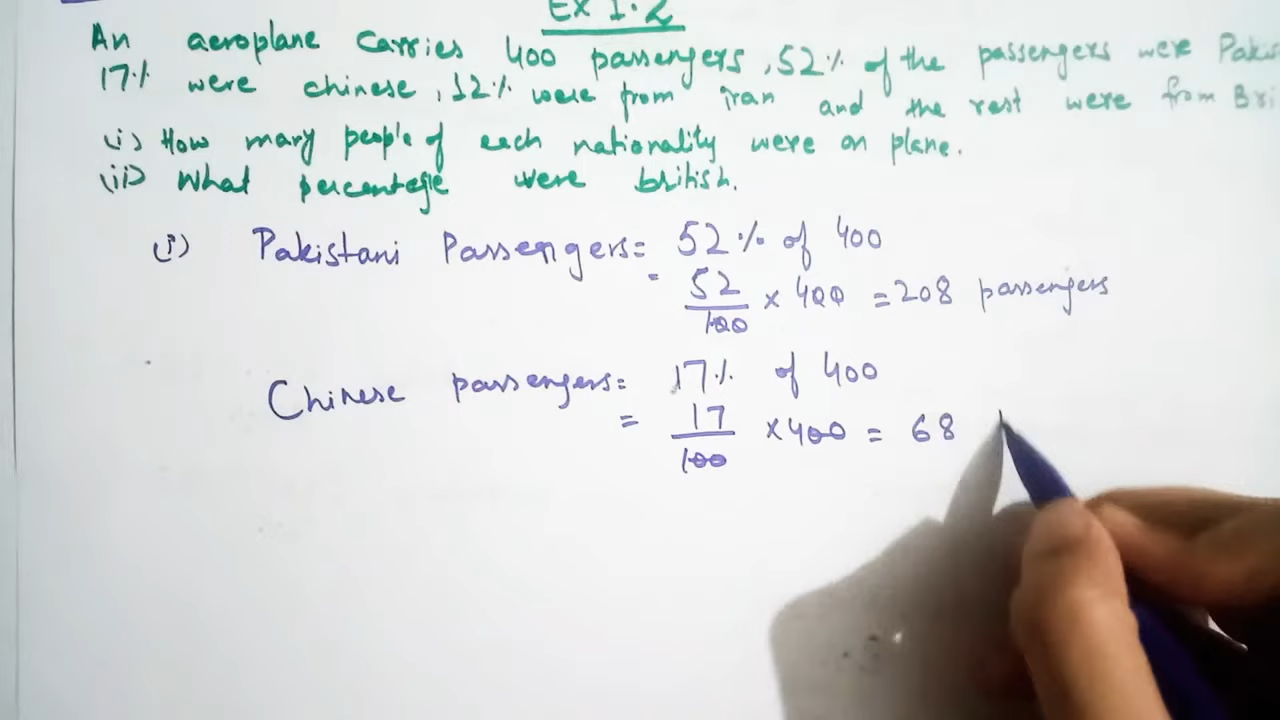 Ex 1.2
An aeroplane carries 400 passengers, 52% of the passengers were
17% were chinese, 12% were from iran and the rest were from
(i) How many people of each nationality were on plane.
(ii) What percentage were british.
(i) Pakistani Passengers = 52% of 400
= 52/100 × 400 = 208 passengers
Chinese passengers = 17% of 400
= 17/100 × 400 = 68